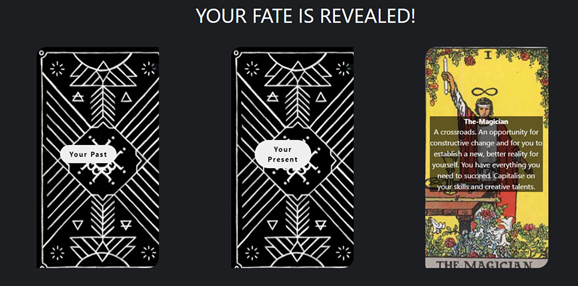 YOUR FATE IS REVEALED!
Your Past
Your
Present
I
The-Magician
A crossroads. An opportunity for
constructive change and for you to
establish a new, better reality for
yourself. You have everything you
need to succeed. Capitalise on
your skills and creative talents.
THE MAGICIAN